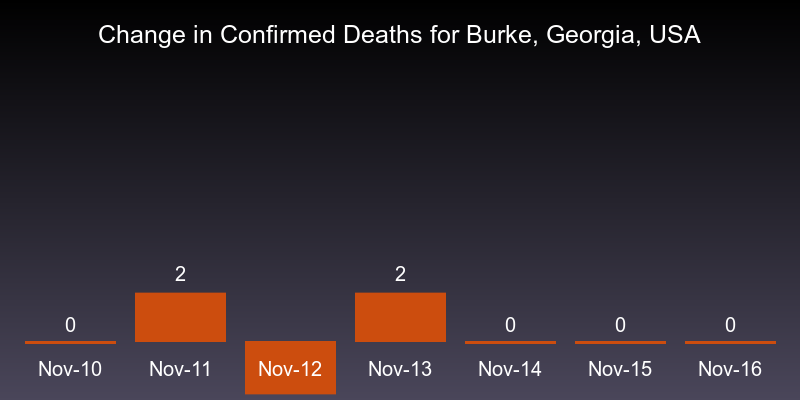 Change in Confirmed Deaths for Burke, Georgia, USA
0 2 2 0 0 0
Nov-10 Nov-11 Nov-12 Nov-13 Nov-14 Nov-15 Nov-16